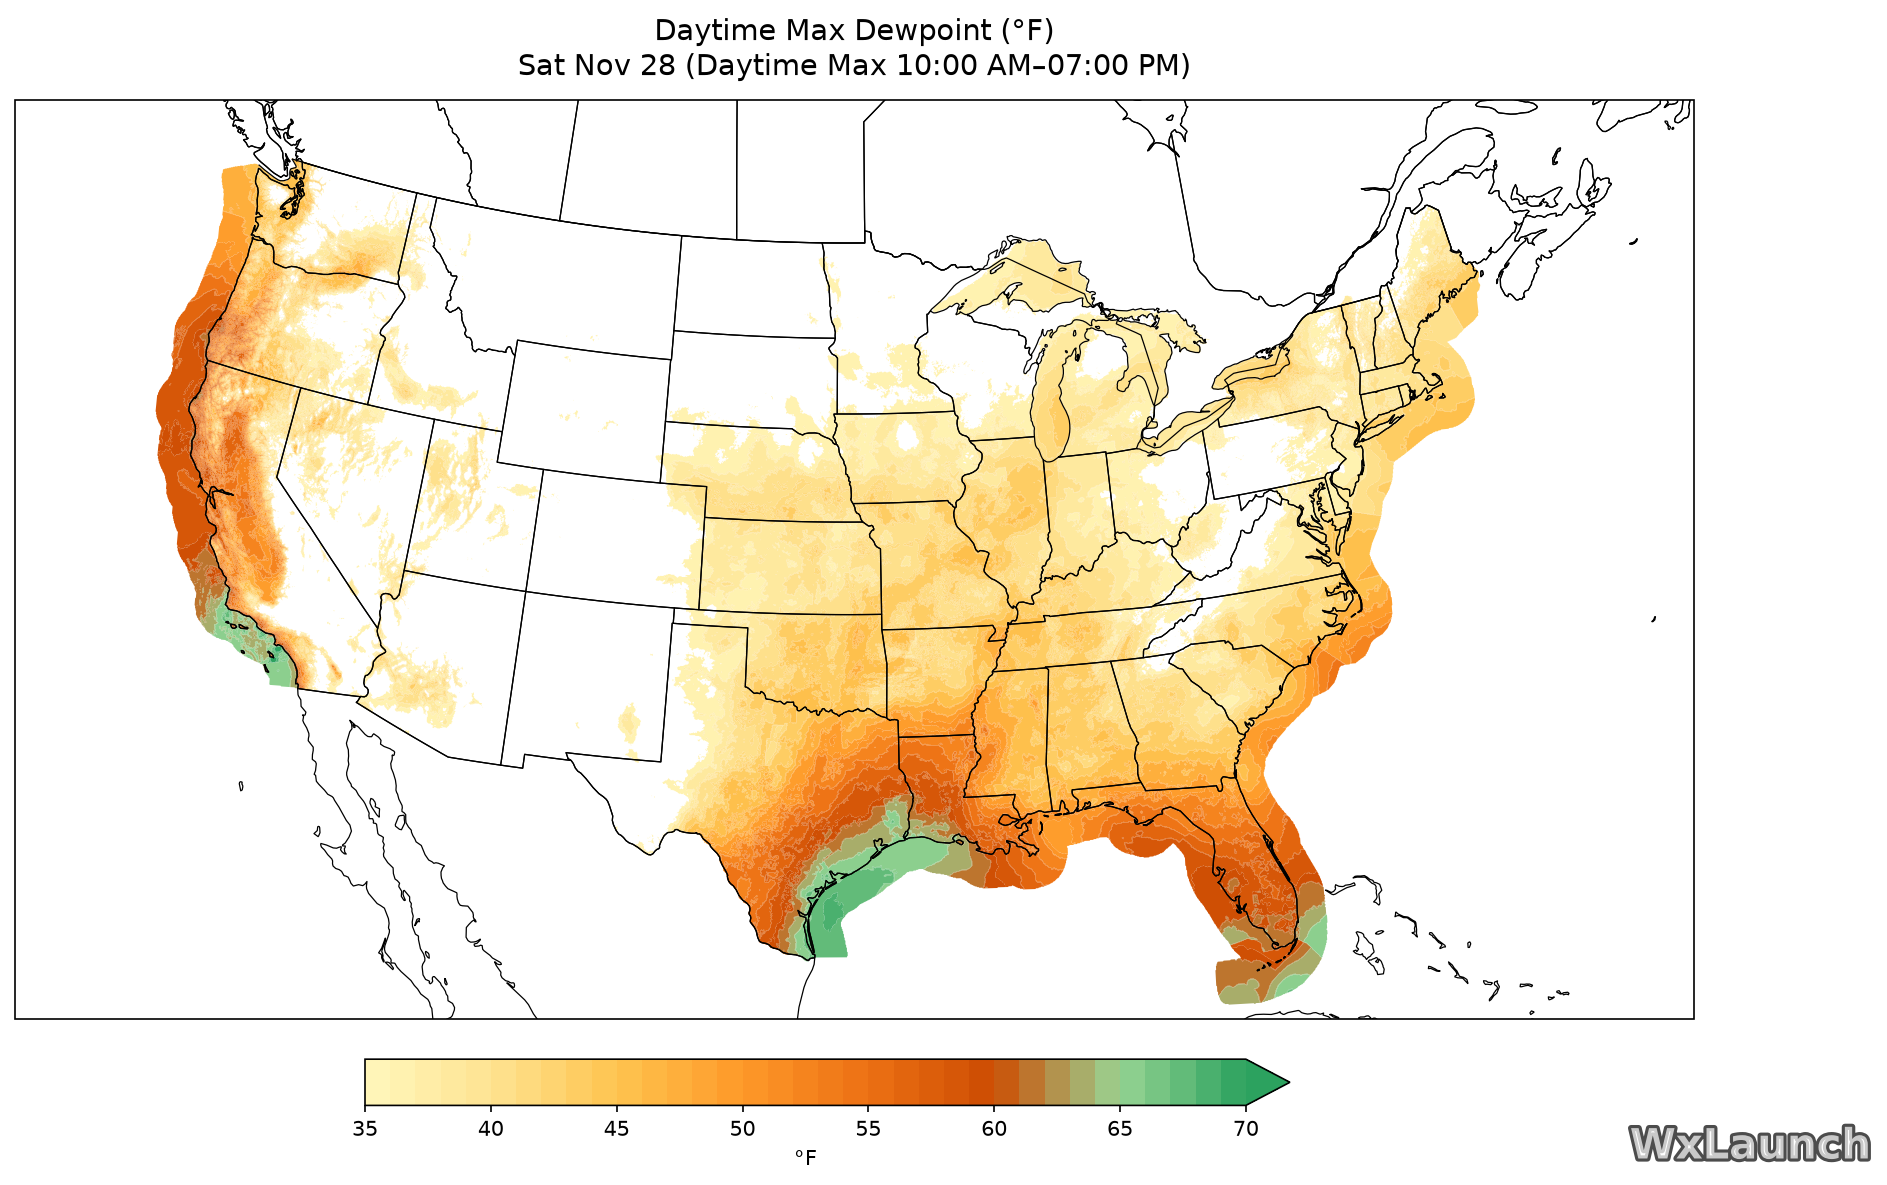 Daytime Max Dewpoint (°F)
Sat Nov 28 (Daytime Max 10:00 AM–07:00 PM)
35 40 45 50 55 60 65 70
°F
WxLaunch